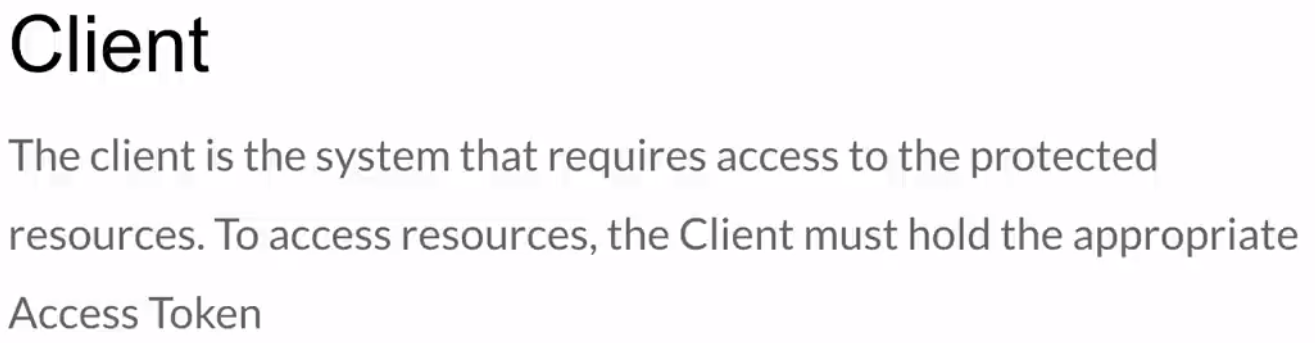 Client
The client is the system that requires access to the protected
resources. To access resources, the Client must hold the appropriate
Access Token